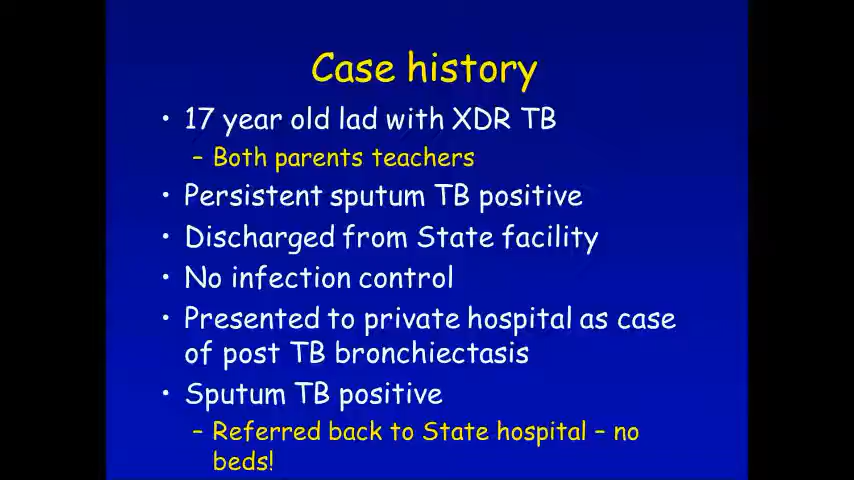 Case history
• 17 year old lad with XDR TB
– Both parents teachers
• Persistent sputum TB positive
• Discharged from State facility
• No infection control
• Presented to private hospital as case
of post TB bronchiectasis
• Sputum TB positive
– Referred back to State hospital – no
beds!